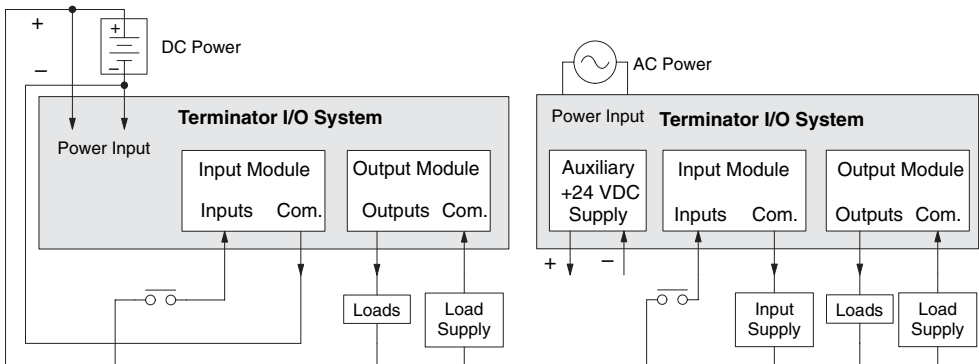 +
+
DC Power
−
−
Terminator I/O System
Power Input
Input Module
Inputs Com.
Output Module
Outputs Com.
Loads
Load
Supply
AC Power
Power Input
Terminator I/O System
Auxiliary
+24 VDC
Supply
+
−
Input Module
Inputs Com.
Output Module
Outputs Com.
Input
Supply
Loads
Load
Supply